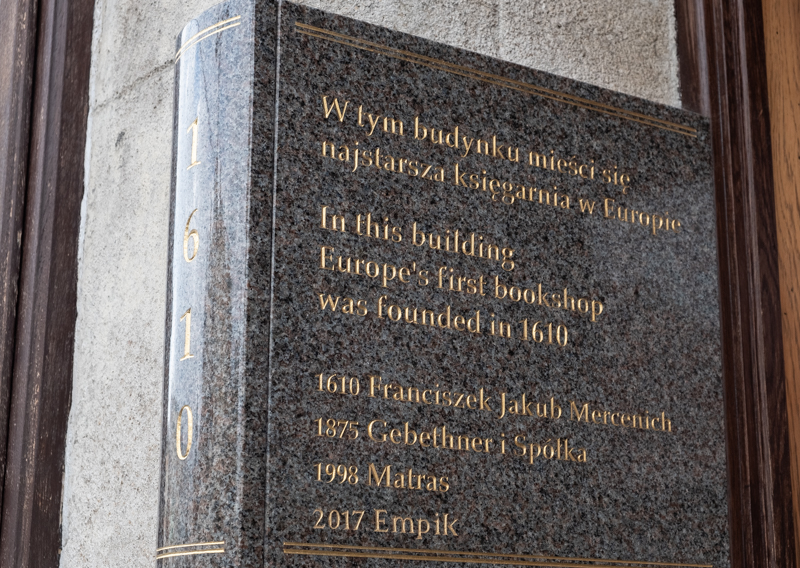 1610
W tym budynku mieści się
najstarsza księgarnia w Europie
In this building
Europe's first bookshop
was founded in 1610
1610 Franciszek Jakub Mercenich
1875 Gebethner i Spółka
1998 Matras
2017 Empik